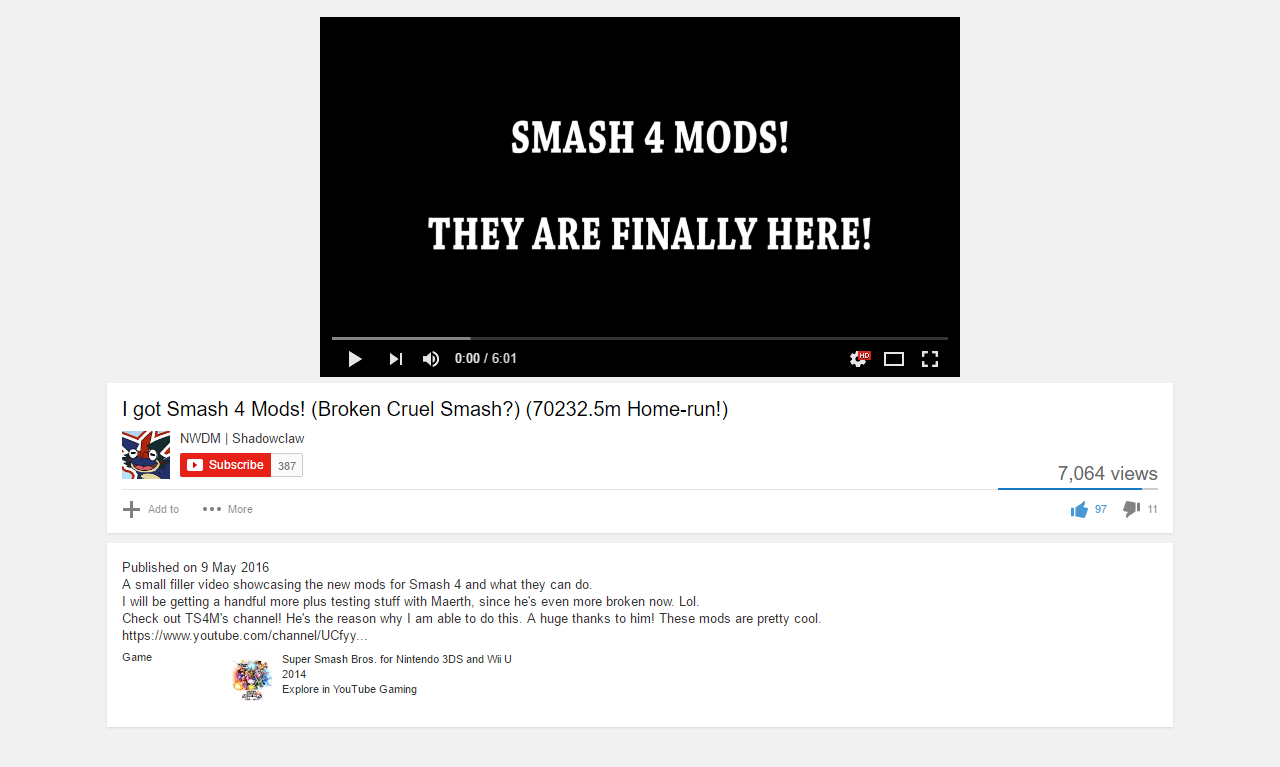 SMASH 4 MODS!
THEY ARE FINALLY HERE!
0:00 / 6:01
HD
I got Smash 4 Mods! (Broken Cruel Smash?) (70232.5m Home-run!)
NWDM | Shadowclaw
Subscribe 387
7,064 views
Add to More 97 11
Published on 9 May 2016
A small filler video showcasing the new mods for Smash 4 and what they can do.
I will be getting a handful more plus testing stuff with Maerth, since he's even more broken now. Lol.
Check out TS4M's channel! He's the reason why I am able to do this. A huge thanks to him! These mods are pretty cool.
https://www.youtube.com/channel/UCfyy...
Game
Super Smash Bros. for Nintendo 3DS and Wii U
2014
Explore in YouTube Gaming